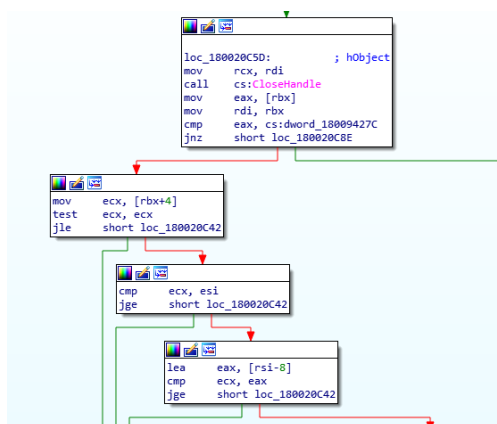 loc_180020C5D: ; hObject
mov rcx, rdi
call cs:CloseHandle
mov eax, [rbx]
mov rdi, rbx
cmp eax, cs:dword_18009427C
jnz short loc_180020C8E
mov ecx, [rbx+4]
test ecx, ecx
jle short loc_180020C42
cmp ecx, esi
jge short loc_180020C42
lea eax, [rsi-8]
cmp ecx, eax
jge short loc_180020C42